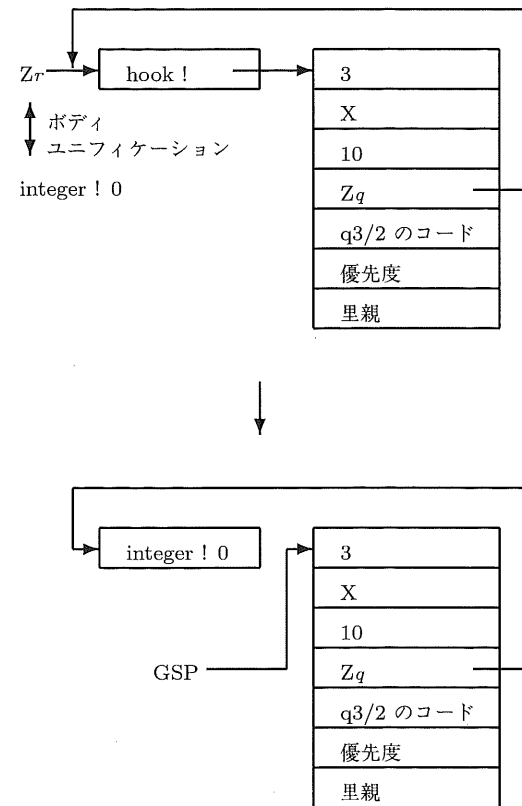 Zr
hook !
3
X
10
Zq
q3/2 のコード
優先度
里親
ボディ
ユニフィケーション
integer ! 0
integer ! 0
GSP
3
X
10
Zq
q3/2 のコード
優先度
里親